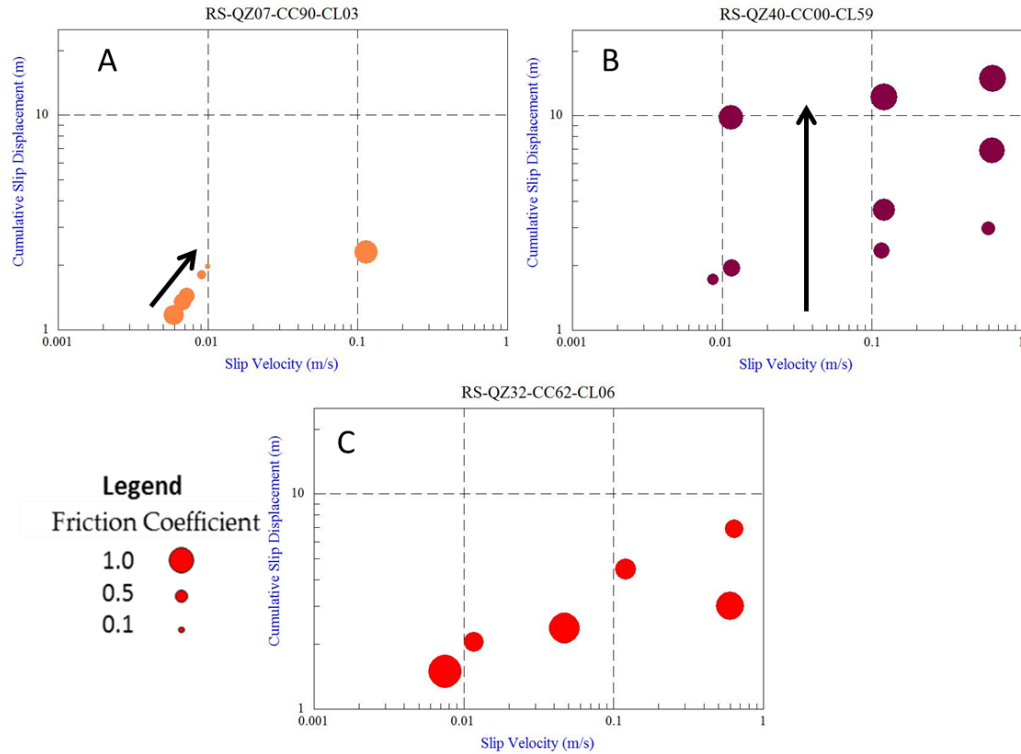 RS-QZ07-CC90-CL03
A
Cumulative Slip Displacement (m)
10
1
0.001
0.01
0.1
1
Slip Velocity (m/s)
RS-QZ40-CC00-CL59
B
Cumulative Slip Displacement (m)
10
1
0.001
0.01
0.1
1
Slip Velocity (m/s)
RS-QZ32-CC62-CL06
C
Cumulative Slip Displacement (m)
10
1
0.001
0.01
0.1
1
Slip Velocity (m/s)
Legend
Friction Coefficient
1.0
0.5
0.1